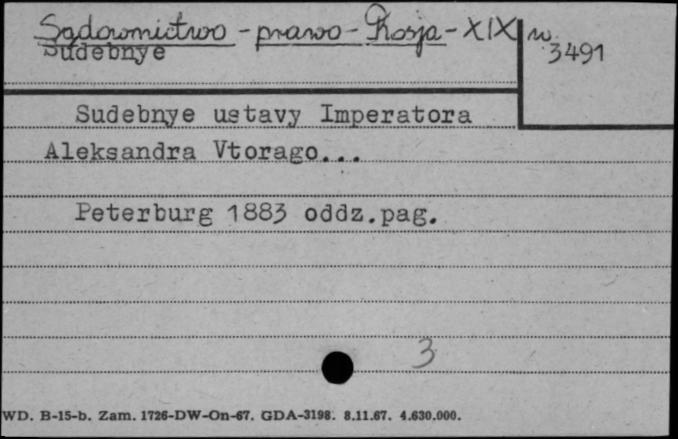 Sądownictwo - prawo - Rosja - XIX w.
3491
Sudebnye
Sudebnye ustavy Imperatora
Aleksandra Vtorago...
Peterburg 1883 oddz.pag.
3
WD. B-15-b. Zam. 1726-DW-On-67. GDA-3198. 8.11.67. 4.630.000.